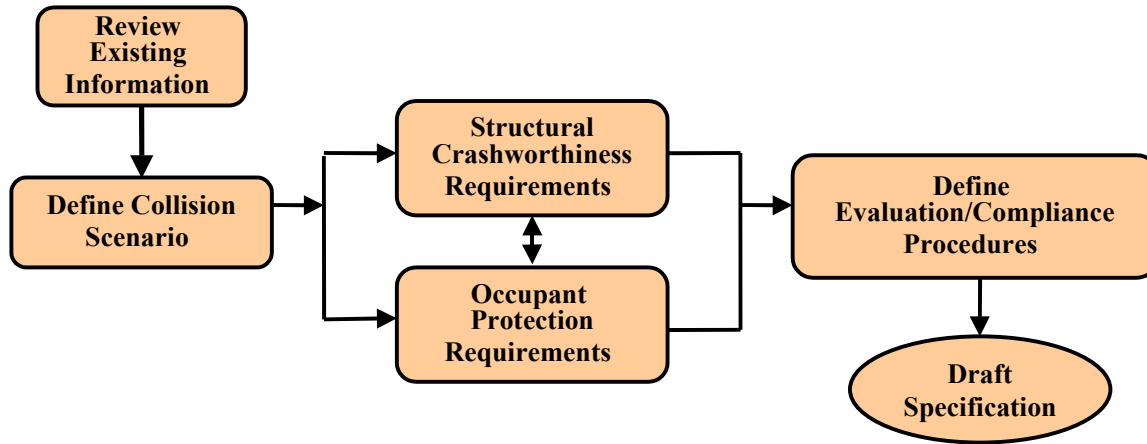 Review
Existing
Information
Define Collision
Scenario
Structural
Crashworthiness
Requirements
Occupant
Protection
Requirements
Define
Evaluation/Compliance
Procedures
Draft
Specification